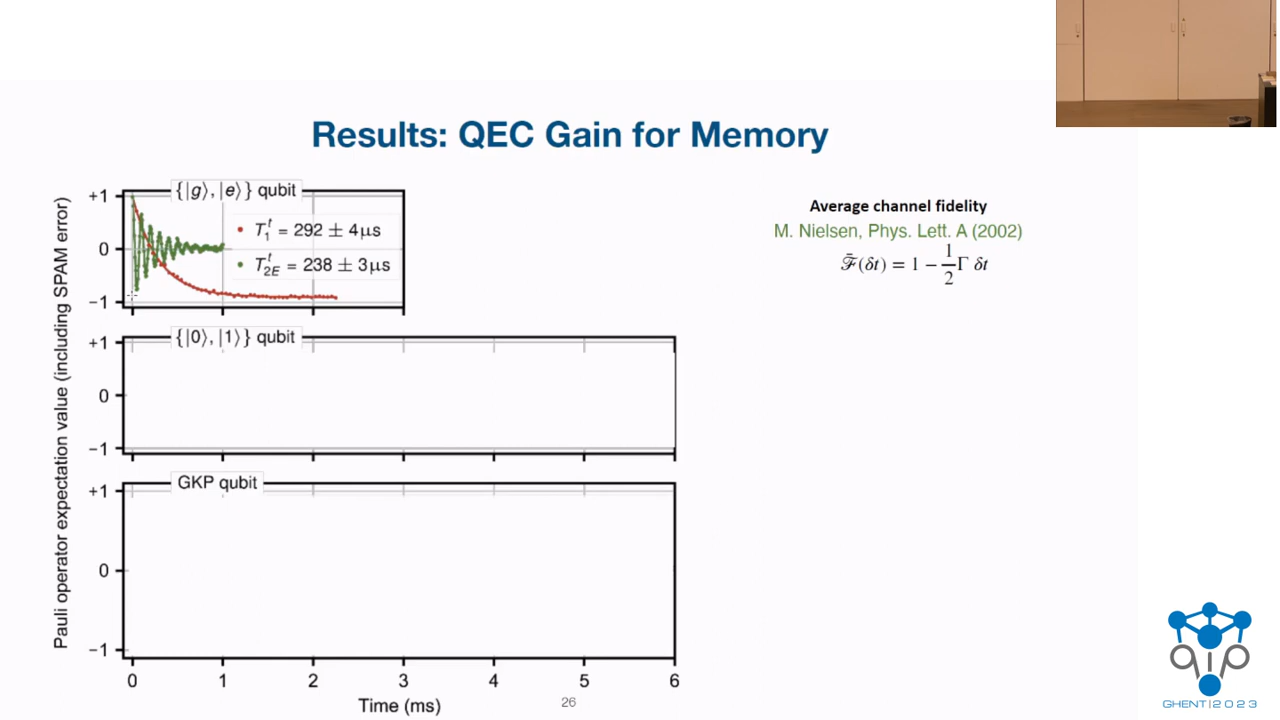 Results: QEC Gain for Memory
Pauli operator expectation value (including SPAM error)
{|g⟩, |e⟩} qubit
+1
0
−1
T₁ᵗ = 292 ± 4μs
T₂Eᵗ = 238 ± 3μs
{|0⟩, |1⟩} qubit
+1
0
−1
GKP qubit
+1
0
−1
0 1 2 3 4 5 6
Time (ms)
Average channel fidelity
M. Nielsen, Phys. Lett. A (2002)
ℱ̄(δt) = 1 − 1/2 Γ δt
26
qip
GHENT|2023